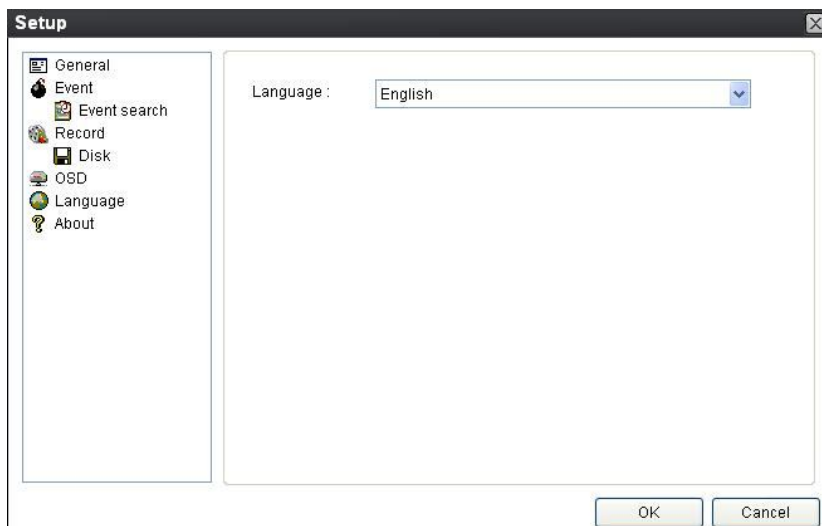 Setup
General
Event
Event search
Record
Disk
OSD
Language
About
Language :
English
OK
Cancel